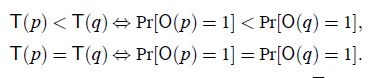 T(p) < T(q) ⇔ Pr[O(p) = 1] < Pr[O(q) = 1],
T(p) = T(q) ⇔ Pr[O(p) = 1] = Pr[O(q) = 1].